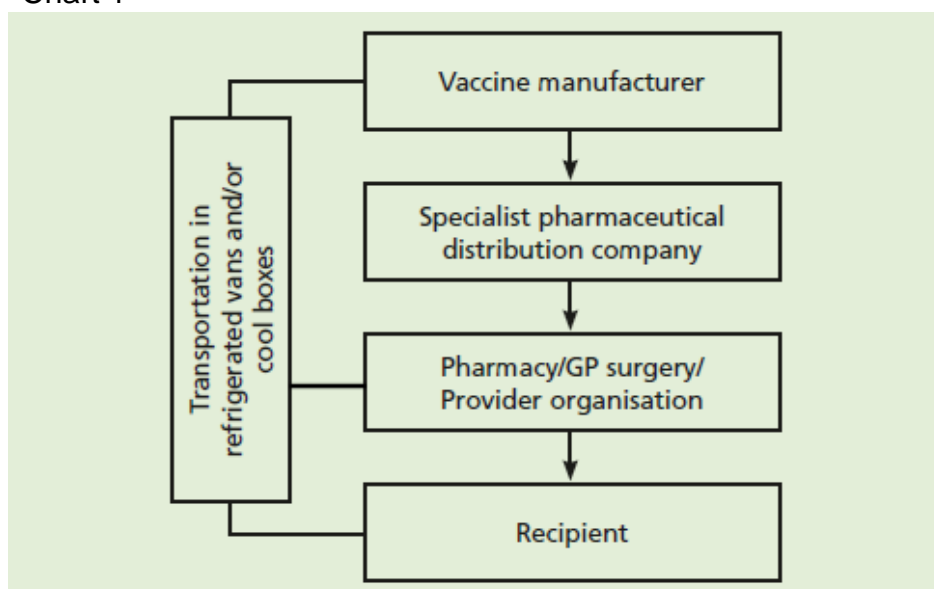 Vaccine manufacturer
Specialist pharmaceutical
distribution company
Transportation in
refrigerated vans and/or
cool boxes
Pharmacy/GP surgery/
Provider organisation
Recipient